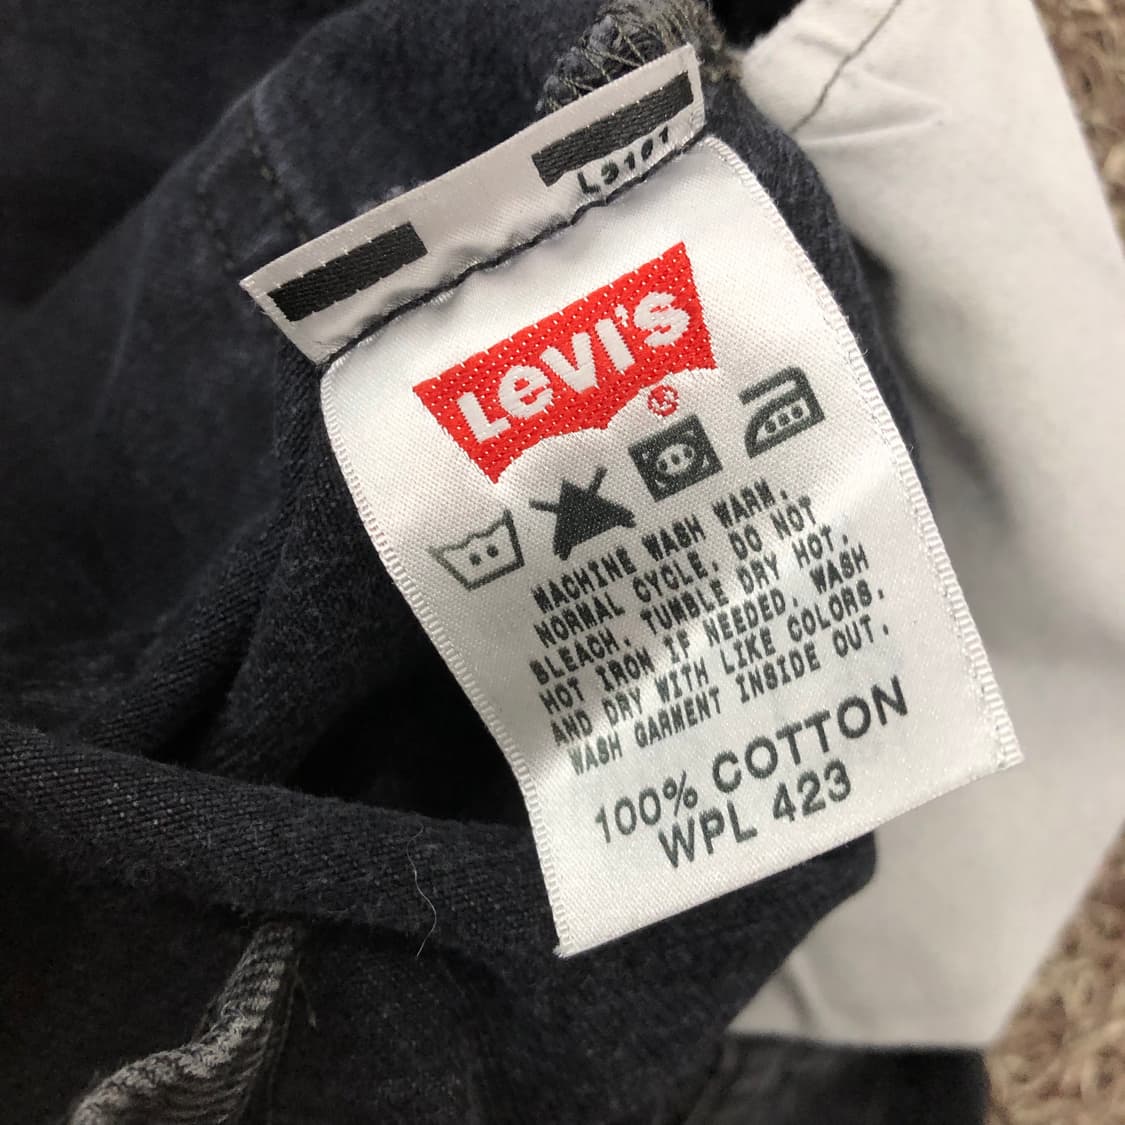 LEVI'S
MACHINE WASH WARM,
NORMAL CYCLE. DO NOT
BLEACH. TUMBLE DRY HOT.
HOT IRON IF NEEDED. WASH
AND DRY WITH LIKE COLORS.
WASH GARMENT INSIDE OUT.
100% COTTON
WPL 423